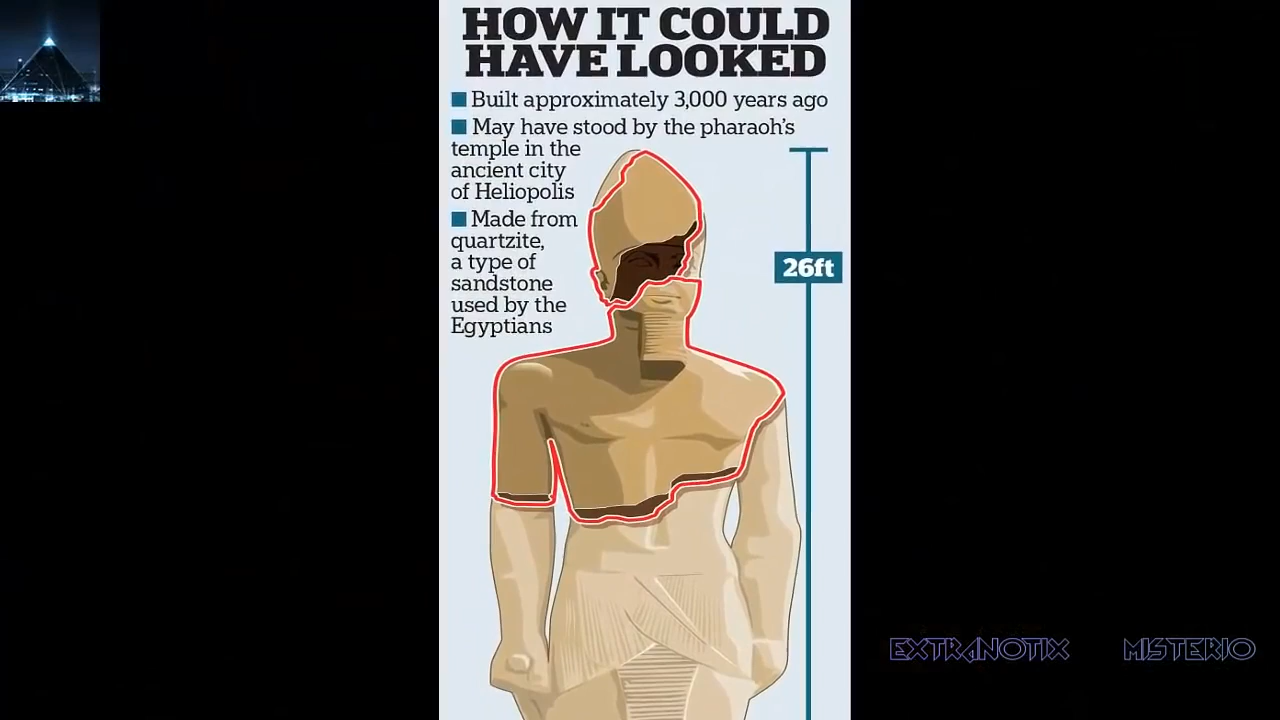 HOW IT COULD
HAVE LOOKED
■ Built approximately 3,000 years ago
■ May have stood by the pharaoh's
temple in the
ancient city
of Heliopolis
■ Made from
quartzite,
a type of
sandstone
used by the
Egyptians
26ft
EXTRANOTIX MISTERIO